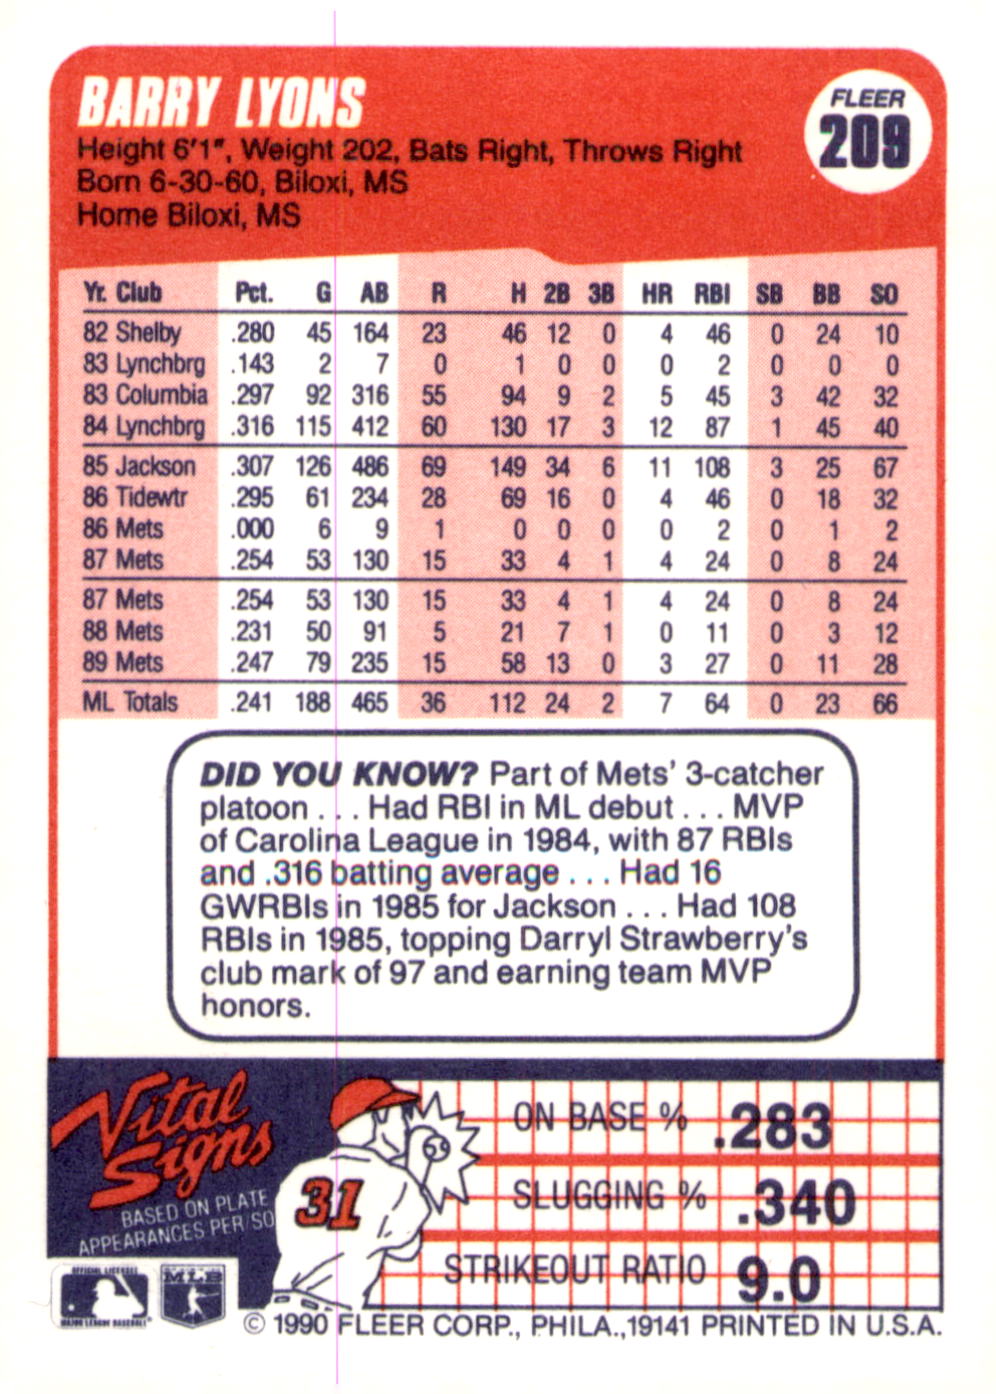 BARRY LYONS
FLEER
209
Height 6'1", Weight 202, Bats Right, Throws Right
Born 6-30-60, Biloxi, MS
Home Biloxi, MS
Yr. Club Pct. G AB R H 2B 3B HR RBI SB BB SO
82 Shelby .280 45 164 23 46 12 0 4 46 0 24 10
83 Lynchbrg .143 2 7 0 1 0 0 0 2 0 0 0
83 Columbia .297 92 316 55 94 9 2 5 45 3 42 32
84 Lynchbrg .316 115 412 60 130 17 3 12 87 1 45 40
85 Jackson .307 126 486 69 149 34 6 11 108 3 25 67
86 Tidewtr .295 61 234 28 69 16 0 4 46 0 18 32
86 Mets .000 6 9 1 0 0 0 0 2 0 1 2
87 Mets .254 53 130 15 33 4 1 4 24 0 8 24
87 Mets .254 53 130 15 33 4 1 4 24 0 8 24
88 Mets .231 50 91 5 21 7 1 0 11 0 3 12
89 Mets .247 79 235 15 58 13 0 3 27 0 11 28
ML Totals .241 188 465 36 112 24 2 7 64 0 23 66
DID YOU KNOW? Part of Mets' 3-catcher
platoon . . . Had RBI in ML debut . . . MVP
of Carolina League in 1984, with 87 RBIs
and .316 batting average . . . Had 16
GWRBIs in 1985 for Jackson . . . Had 108
RBIs in 1985, topping Darryl Strawberry's
club mark of 97 and earning team MVP
honors.
Vital
Signs
BASED ON PLATE
APPEARANCES PER/SO
31
ON BASE % .283
SLUGGING % .340
STRIKEOUT RATIO 9.0
OFFICIAL LICENSEE
MAJOR LEAGUE BASEBALL
MLB
© 1990 FLEER CORP., PHILA.,19141 PRINTED IN U.S.A.